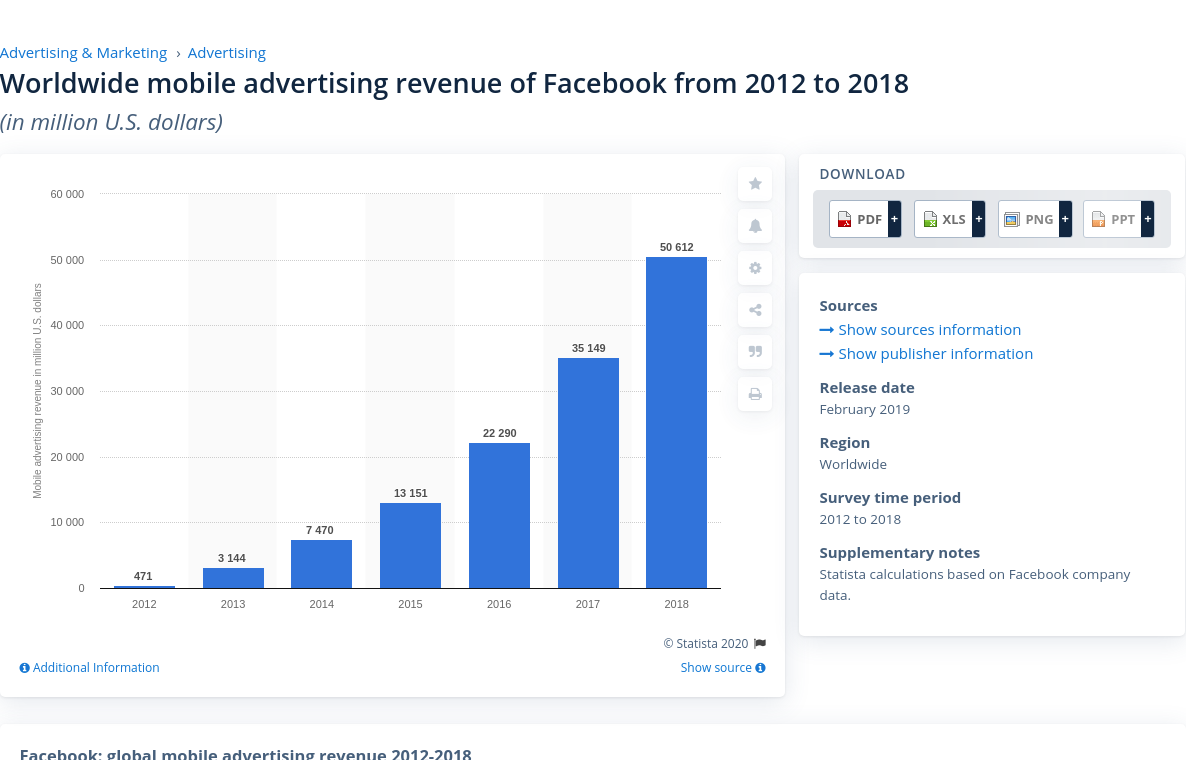 Advertising & Marketing › Advertising
Worldwide mobile advertising revenue of Facebook from 2012 to 2018
(in million U.S. dollars)
Mobile advertising revenue in million U.S. dollars
60 000
50 000
40 000
30 000
20 000
10 000
0
471
3 144
7 470
13 151
22 290
35 149
50 612
2012 2013 2014 2015 2016 2017 2018
© Statista 2020
Additional Information
Show source
DOWNLOAD
PDF + XLS + PNG + PPT +
Sources
Show sources information
Show publisher information
Release date
February 2019
Region
Worldwide
Survey time period
2012 to 2018
Supplementary notes
Statista calculations based on Facebook company
data.
Facebook: global mobile advertising revenue 2012-2018